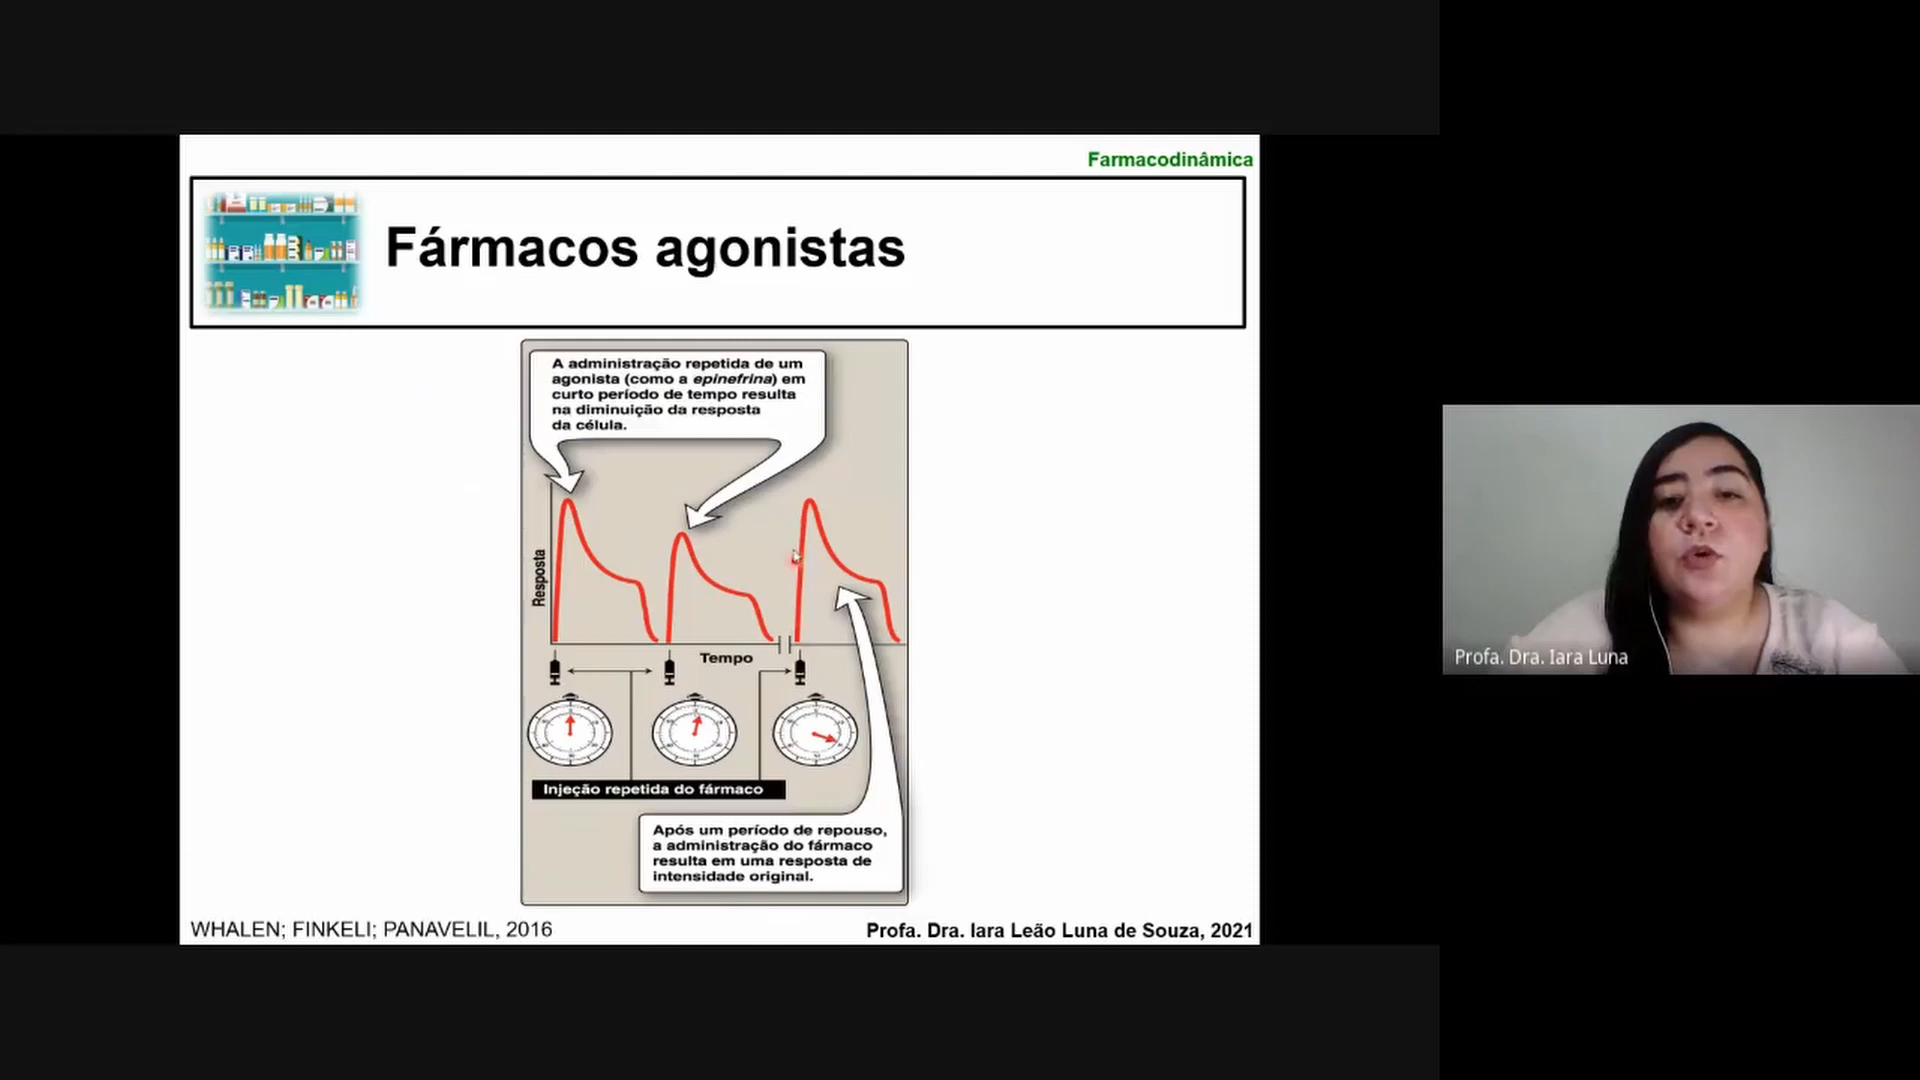 Farmacodinâmica
Fármacos agonistas
A administração repetida de um
agonista (como a epinefrina) em
curto período de tempo resulta
na diminuição da resposta
da célula.
Resposta
Tempo
Injeção repetida do fármaco
Após um período de repouso,
a administração do fármaco
resulta em uma resposta de
intensidade original.
WHALEN; FINKELI; PANAVELIL, 2016
Profa. Dra. Iara Leão Luna de Souza, 2021
Profa. Dra. Iara Luna